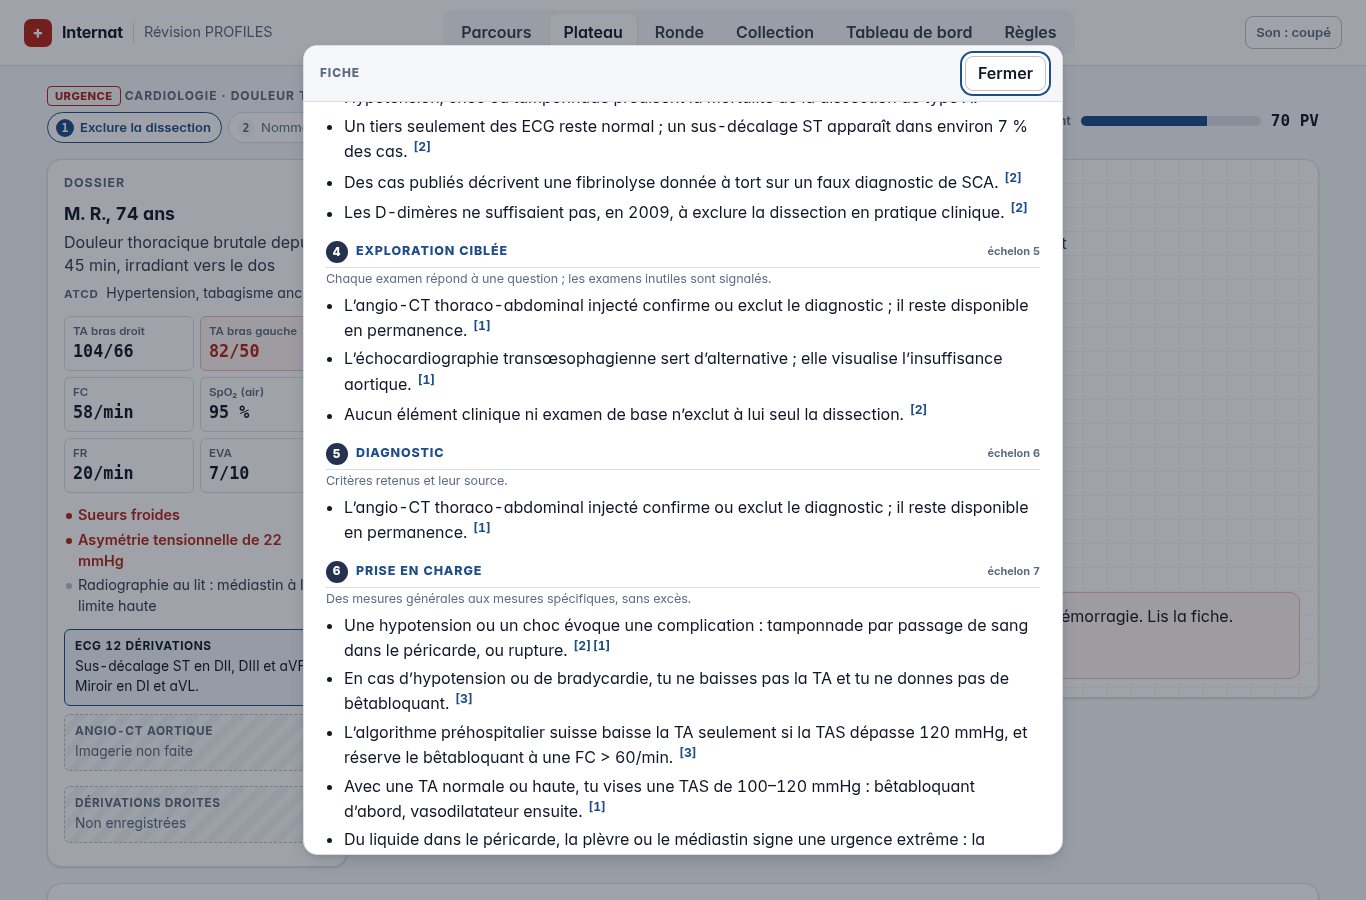 + Internat Révision PROFILES Parcours Plateau Ronde Collection Tableau de bord Règles Son : coupé
URGENCE CARDIOLOGIE · DOULEUR T
1 Exclure la dissection 2 Nomme
70 PV
DOSSIER
M. R., 74 ans
Douleur thoracique brutale depu
45 min, irradiant vers le dos
ATCD Hypertension, tabagisme anc
TA bras droit
104/66
TA bras gauche
82/50
FC
58/min
SpO₂ (air)
95 %
FR
20/min
EVA
7/10
Sueurs froides
Asymétrie tensionnelle de 22
mmHg
Radiographie au lit : médiastin à l
limite haute
ECG 12 DÉRIVATIONS
Sus-décalage ST en DII, DIII et aVF
Miroir en DI et aVL.
ANGIO-CT AORTIQUE
Imagerie non faite
DÉRIVATIONS DROITES
Non enregistrées
FICHE
Fermer
Un tiers seulement des ECG reste normal ; un sus-décalage ST apparaît dans environ 7 %
des cas. [2]
Des cas publiés décrivent une fibrinolyse donnée à tort sur un faux diagnostic de SCA. [2]
Les D-dimères ne suffisaient pas, en 2009, à exclure la dissection en pratique clinique. [2]
4 EXPLORATION CIBLÉE échelon 5
Chaque examen répond à une question ; les examens inutiles sont signalés.
L’angio-CT thoraco-abdominal injecté confirme ou exclut le diagnostic ; il reste disponible
en permanence. [1]
L’échocardiographie transœsophagienne sert d’alternative ; elle visualise l’insuffisance
aortique. [1]
Aucun élément clinique ni examen de base n’exclut à lui seul la dissection. [2]
5 DIAGNOSTIC échelon 6
Critères retenus et leur source.
L’angio-CT thoraco-abdominal injecté confirme ou exclut le diagnostic ; il reste disponible
en permanence. [1]
6 PRISE EN CHARGE échelon 7
Des mesures générales aux mesures spécifiques, sans excès.
Une hypotension ou un choc évoque une complication : tamponnade par passage de sang
dans le péricarde, ou rupture. [2] [1]
En cas d’hypotension ou de bradycardie, tu ne baisses pas la TA et tu ne donnes pas de
bêtabloquant. [3]
L’algorithme préhospitalier suisse baisse la TA seulement si la TAS dépasse 120 mmHg, et
réserve le bêtabloquant à une FC > 60/min. [3]
Avec une TA normale ou haute, tu vises une TAS de 100–120 mmHg : bêtabloquant
d’abord, vasodilatateur ensuite. [1]
Du liquide dans le péricarde, la plèvre ou le médiastin signe une urgence extrême : la
émorragie. Lis la fiche.